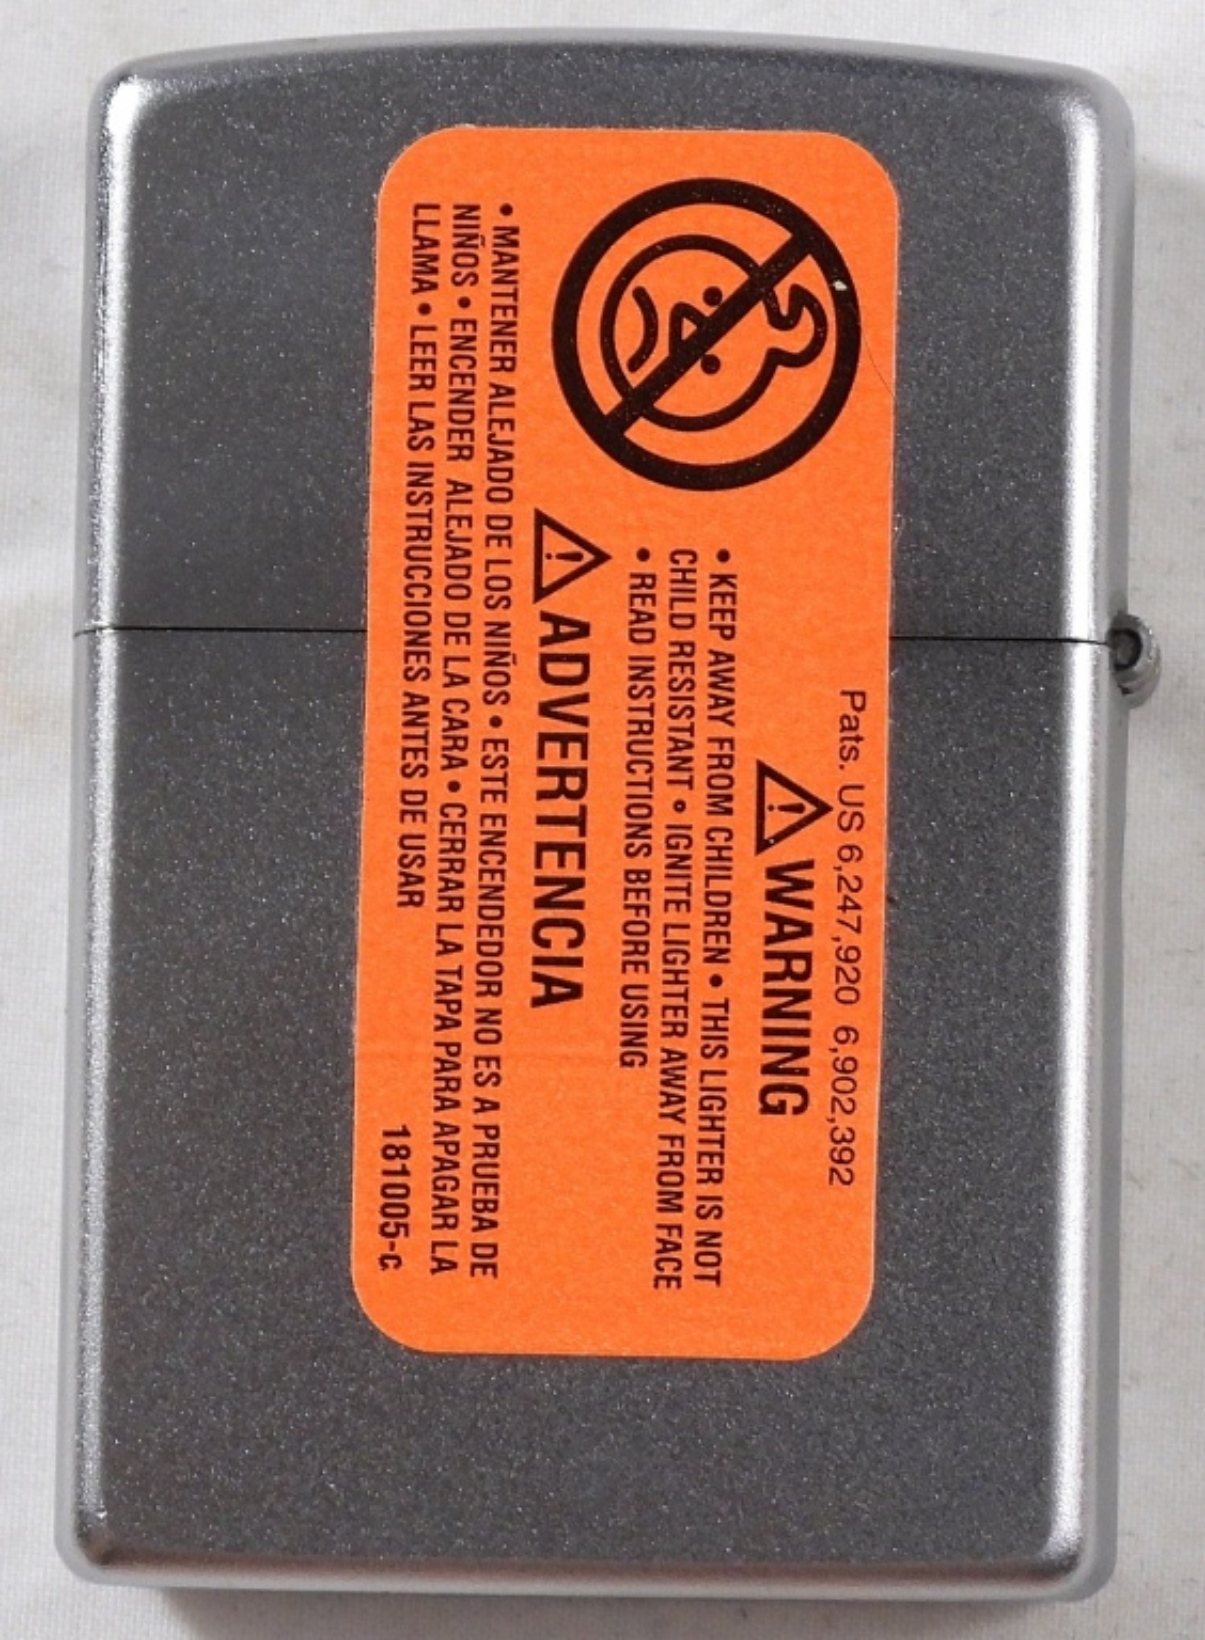 Pats. US 6,247,920 6,902,392
WARNING
• KEEP AWAY FROM CHILDREN • THIS LIGHTER IS NOT
CHILD RESISTANT • IGNITE LIGHTER AWAY FROM FACE
• READ INSTRUCTIONS BEFORE USING
ADVERTENCIA
• MANTENER ALEJADO DE LOS NIÑOS • ESTE ENCENDEDOR NO ES A PRUEBA DE
NIÑOS • ENCENDER ALEJADO DE LA CARA • CERRAR LA TAPA PARA APAGAR LA
LLAMA • LEER LAS INSTRUCCIONES ANTES DE USAR
181005-c